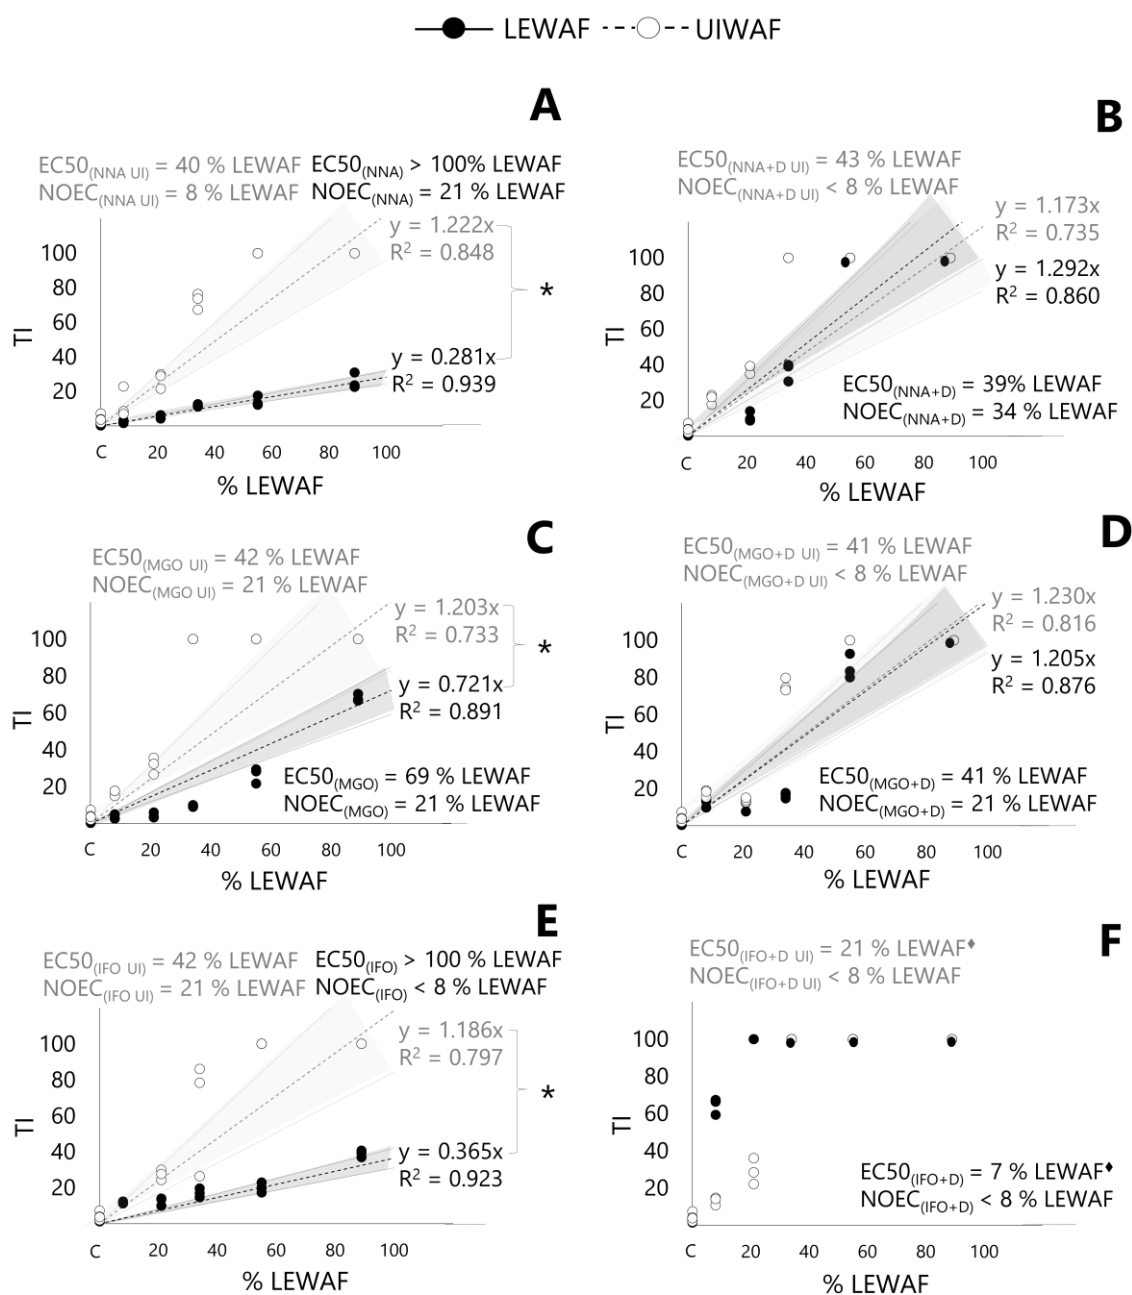 LEWAF UIWAF
A
EC50(NNA UI) = 40 % LEWAF EC50(NNA) > 100% LEWAF
NOEC(NNA UI) = 8 % LEWAF NOEC(NNA) = 21 % LEWAF
y = 1.222x
R² = 0.848
*
y = 0.281x
R² = 0.939
100
80
60
40
20
TI
C 20 40 60 80 100
% LEWAF
B
EC50(NNA+D UI) = 43 % LEWAF
NOEC(NNA+D UI) < 8 % LEWAF
y = 1.173x
R² = 0.735
y = 1.292x
R² = 0.860
EC50(NNA+D) = 39% LEWAF
NOEC(NNA+D) = 34 % LEWAF
100
80
60
40
20
TI
C 20 40 60 80 100
% LEWAF
C
EC50(MGO UI) = 42 % LEWAF
NOEC(MGO UI) = 21 % LEWAF
y = 1.203x
R² = 0.733
*
y = 0.721x
R² = 0.891
EC50(MGO) = 69 % LEWAF
NOEC(MGO) = 21 % LEWAF
100
80
60
40
20
TI
C 20 40 60 80 100
% LEWAF
D
EC50(MGO+D UI) = 41 % LEWAF
NOEC(MGO+D UI) < 8 % LEWAF
y = 1.230x
R² = 0.816
y = 1.205x
R² = 0.876
EC50(MGO+D) = 41 % LEWAF
NOEC(MGO+D) = 21 % LEWAF
100
80
60
40
20
TI
C 20 40 60 80 100
% LEWAF
E
EC50(IFO UI) = 42 % LEWAF EC50(IFO) > 100 % LEWAF
NOEC(IFO UI) = 21 % LEWAF NOEC(IFO) < 8 % LEWAF
y = 1.186x
R² = 0.797
*
y = 0.365x
R² = 0.923
100
80
60
40
20
TI
C 20 40 60 80 100
% LEWAF
F
EC50(IFO+D UI) = 21 % LEWAF♦
NOEC(IFO+D UI) < 8 % LEWAF
EC50(IFO+D) = 7 % LEWAF♦
NOEC(IFO+D) < 8 % LEWAF
100
80
60
40
20
TI
C 20 40 60 80 100
% LEWAF